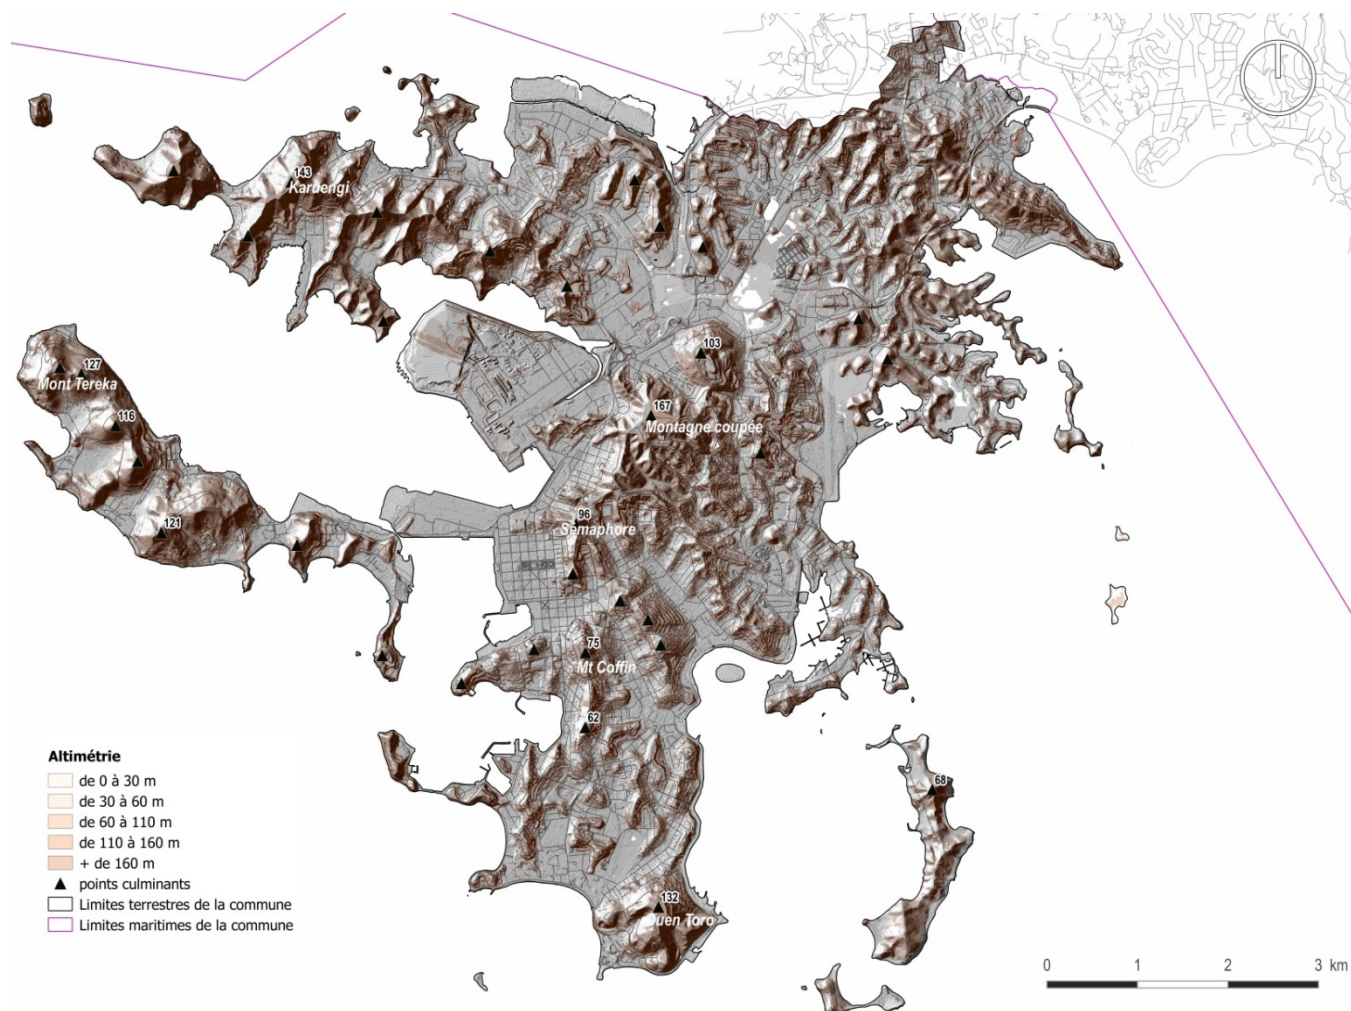 143
Karuengi
103
127
Mont Tereka
116
167
Montagne coupée
121
96
Sémaphore
75
Mt Coffin
62
68
132
Ouen Toro
Altimétrie
de 0 à 30 m
de 30 à 60 m
de 60 à 110 m
de 110 à 160 m
+ de 160 m
points culminants
Limites terrestres de la commune
Limites maritimes de la commune
0 1 2 3 km